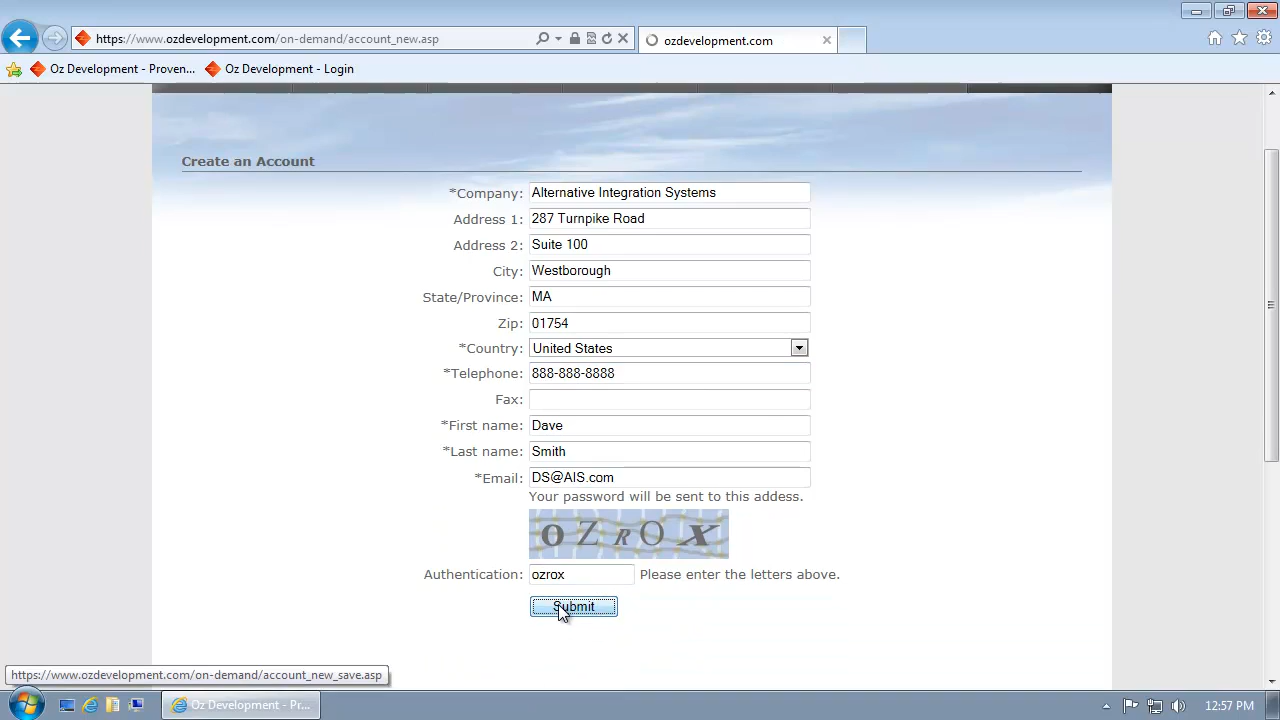 https://www.ozdevelopment.com/on-demand/account_new.asp
ozdevelopment.com
Oz Development - Proven...
Oz Development - Login
Create an Account
*Company: Alternative Integration Systems
Address 1: 287 Turnpike Road
Address 2: Suite 100
City: Westborough
State/Province: MA
Zip: 01754
*Country: United States
*Telephone: 888-888-8888
Fax:
*First name: Dave
*Last name: Smith
*Email: DS@AIS.com
Your password will be sent to this addess.
oZROX
Authentication: ozrox Please enter the letters above.
Submit
https://www.ozdevelopment.com/on-demand/account_new_save.asp
Oz Development - Pr...
12:57 PM